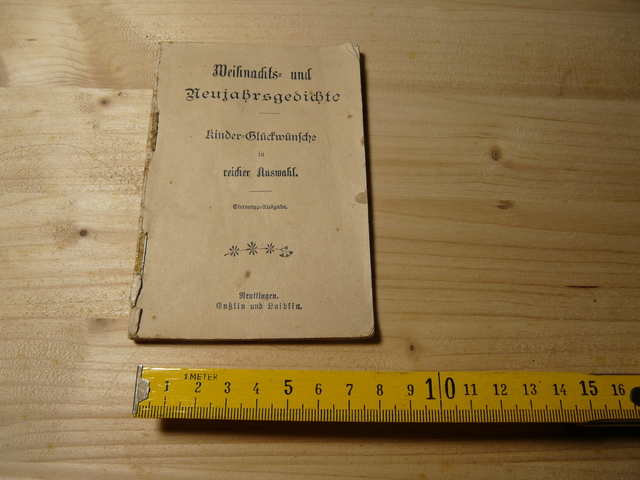 Weihnachts- und
Neujahrsgedichte
Kinder-Glückwünsche
in
reicher Auswahl.
Stereotyp-Ausgabe.
Reutlingen.
Enßlin und Laiblin.
1 METER
1 2 3 4 5 6 7 8 9 10 11 12 13 14 15 16